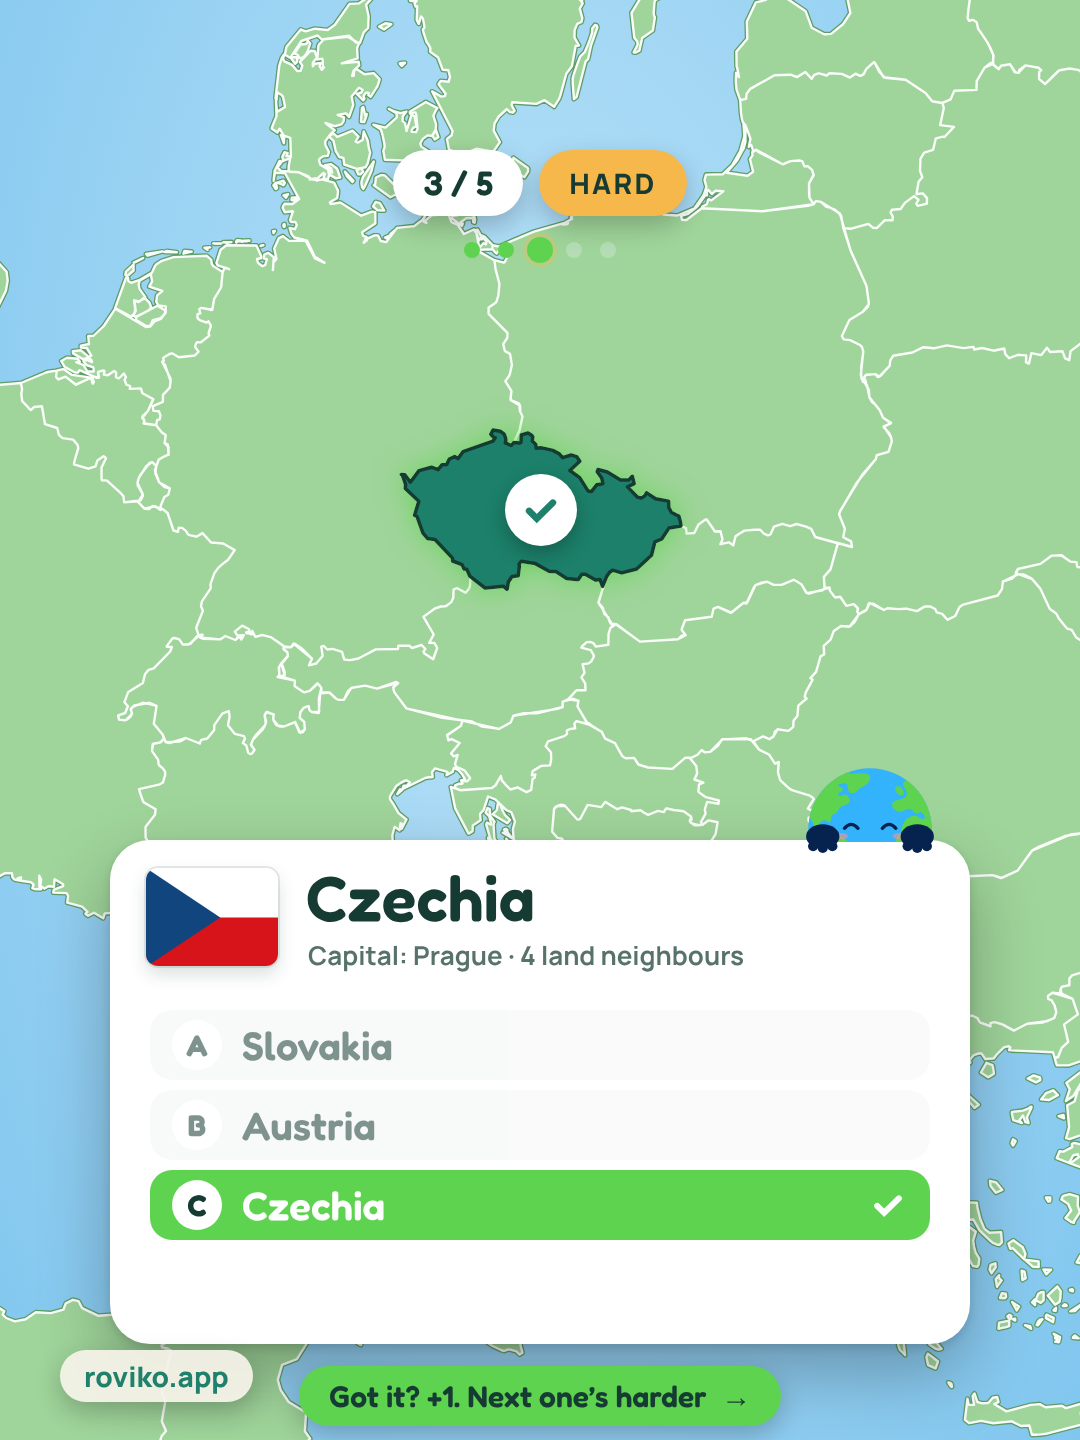 3 / 5
HARD
Czechia
Capital: Prague · 4 land neighbours
A Slovakia
B Austria
C Czechia
roviko.app
Got it? +1. Next one’s harder →